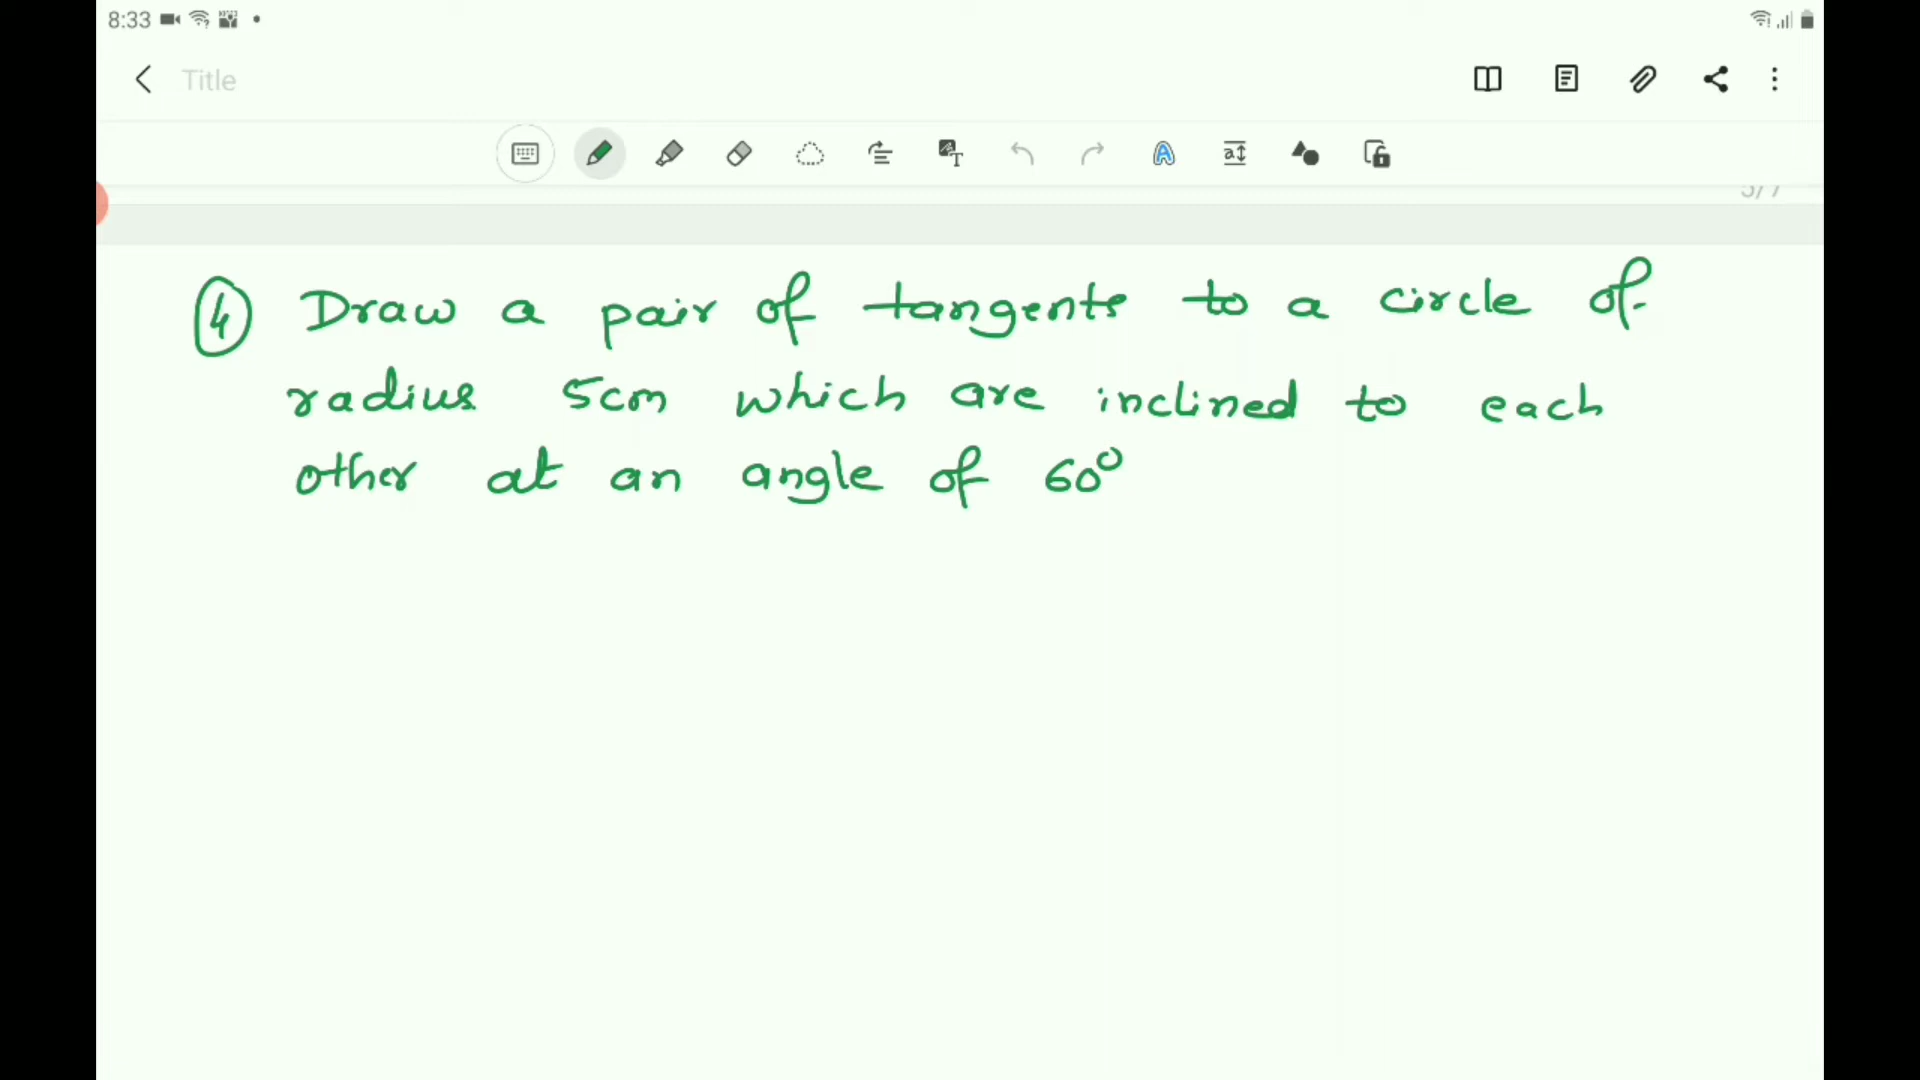 8:33
Title
④ Draw a pair of tangents to a circle of
radius 5cm which are inclined to each
other at an angle of 60°